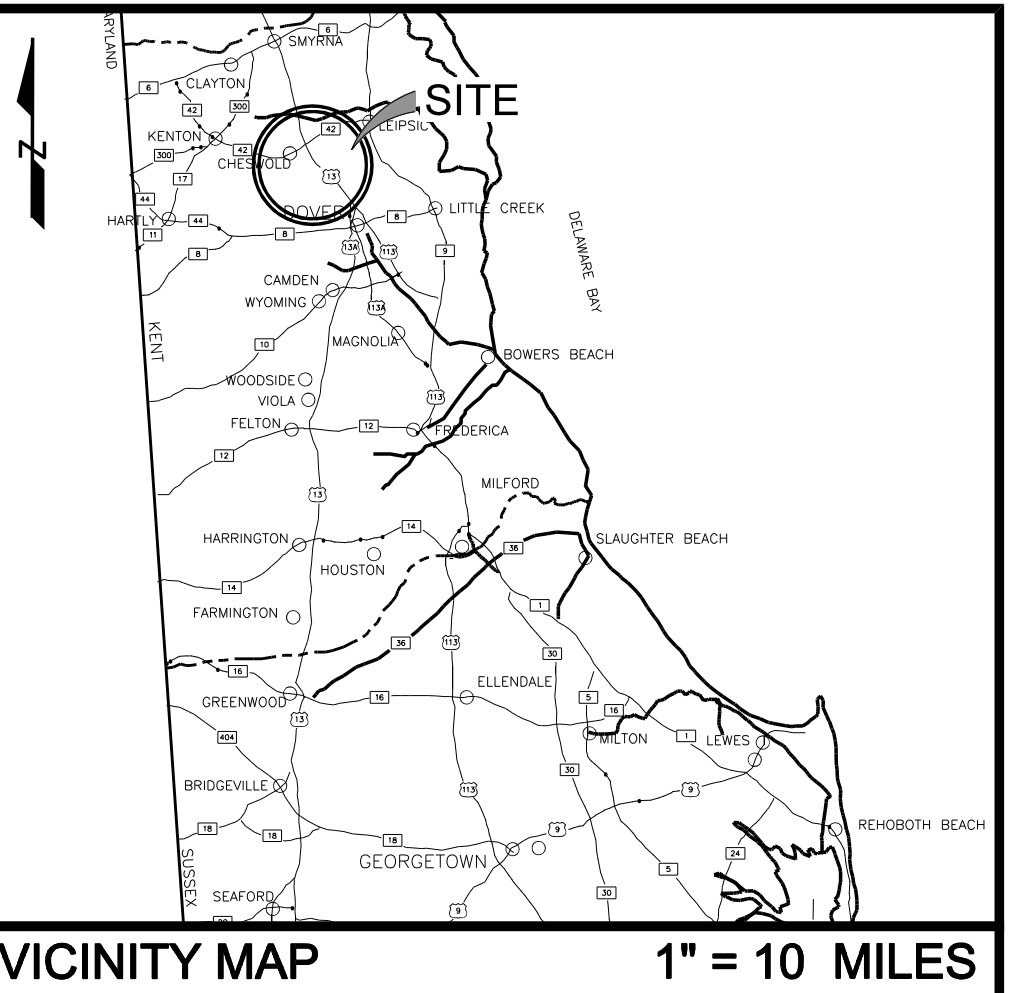 ARYLAND
6
SMYRNA
CLAYTON
6
SITE
42
300
42
LEIPSIC
KENTON
42
300
CHESWOLD
13
17
44
DOVER
8
LITTLE CREEK
HARTLY
44
11
8
13A
113
9
8
DELAWARE BAY
N
CAMDEN
WYOMING
113A
KENT
MAGNOLIA
10
BOWERS BEACH
WOODSIDE
VIOLA
113
FELTON
12
FREDERICA
12
MILFORD
13
14
HARRINGTON
SLAUGHTER BEACH
36
HOUSTON
14
1
FARMINGTON
36
113
30
16
ELLENDALE
GREENWOOD
16
5
16
13
404
MILTON
1
LEWES
30
BRIDGEVILLE
113
9
18
18
18
9
REHOBOTH BEACH
GEORGETOWN
24
5
SUSSEX
30
SEAFORD
9
VICINITY MAP
1" = 10 MILES